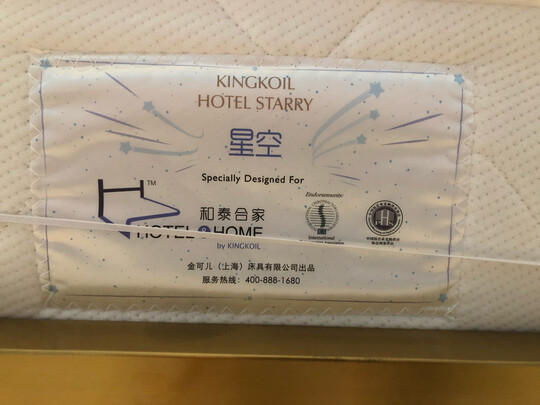 KINGKOIL
HOTEL STARRY
星空
Specially Designed For
TM
和泰合家
HOTEL & HOME
by KINGKOIL
Endorsements:
International
金可儿（上海）床具有限公司出品
服务热线：400-888-1680